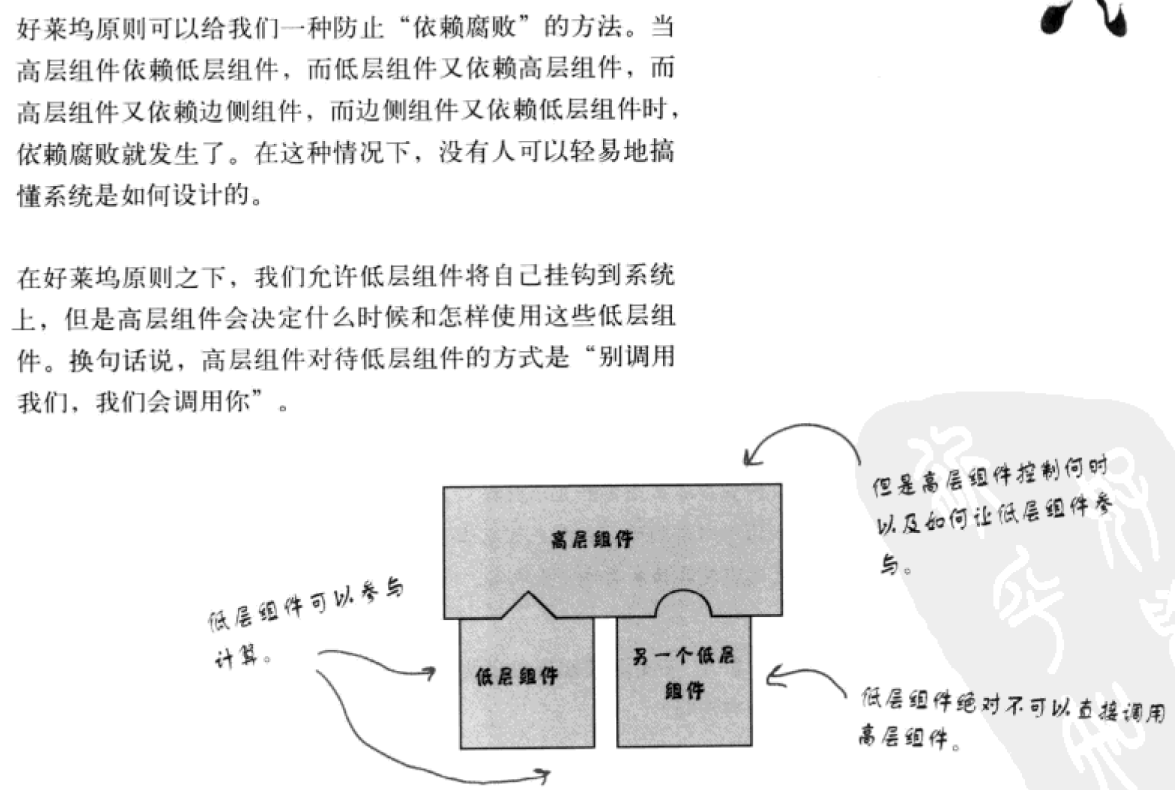 好莱坞原则可以给我们一种防止“依赖腐败”的方法。当
高层组件依赖低层组件，而低层组件又依赖高层组件，而
高层组件又依赖边侧组件，而边侧组件又依赖低层组件时，
依赖腐败就发生了。在这种情况下，没有人可以轻易地搞
懂系统是如何设计的。
在好莱坞原则之下，我们允许低层组件将自己挂钩到系统
上，但是高层组件会决定什么时候和怎样使用这些低层组
件。换句话说，高层组件对待低层组件的方式是“别调用
我们，我们会调用你”。
但是高层组件控制何时
以及如何让低层组件参
与。
高层组件
低层组件可以参与
计算。
低层组件
另一个低层
组件
低层组件绝对不可以直接调用
高层组件。